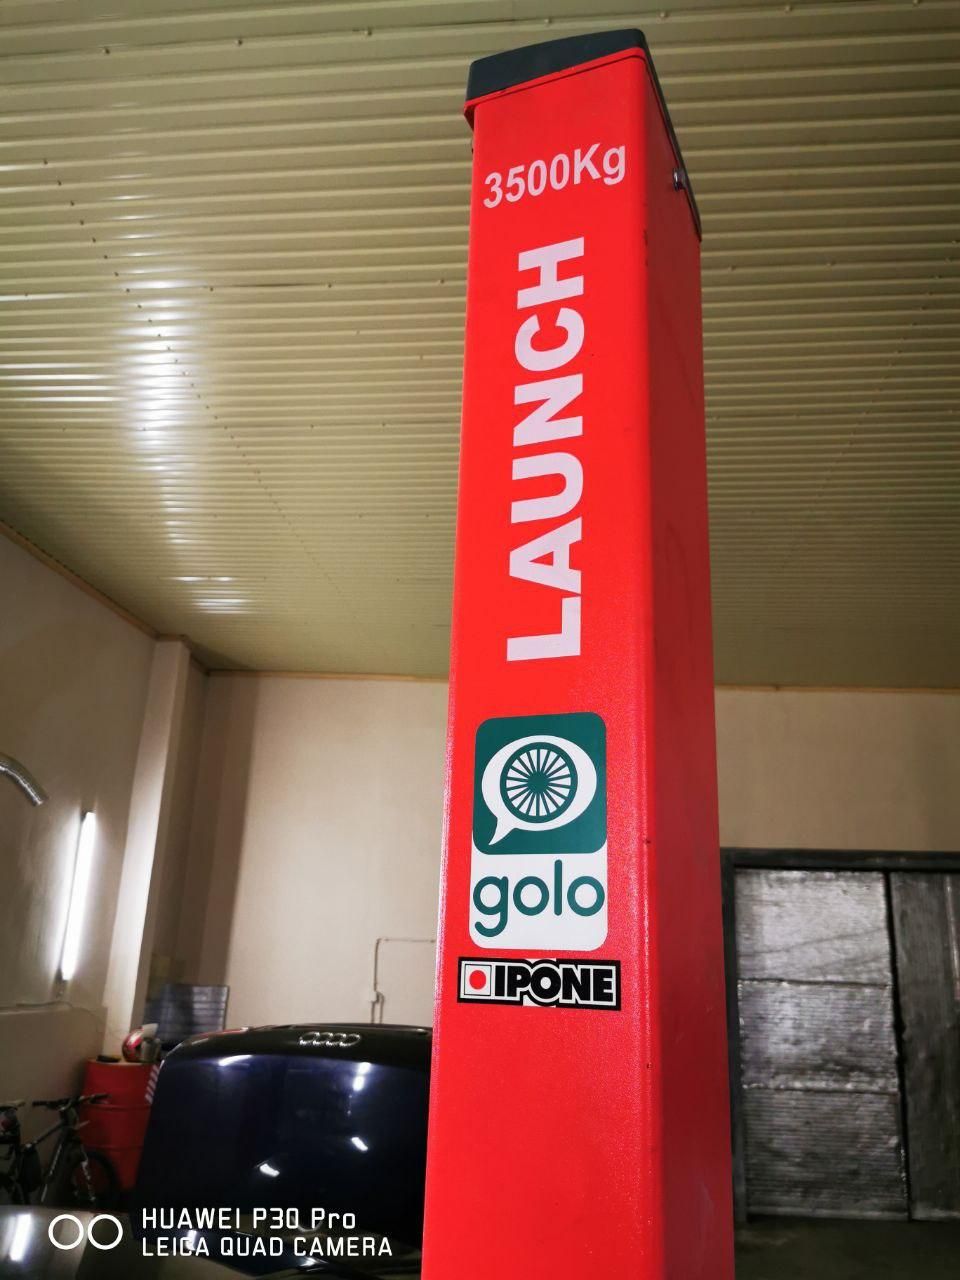 3500Kg
LAUNCH
golo
IPONE
HUAWEI P30 Pro
LEICA QUAD CAMERA